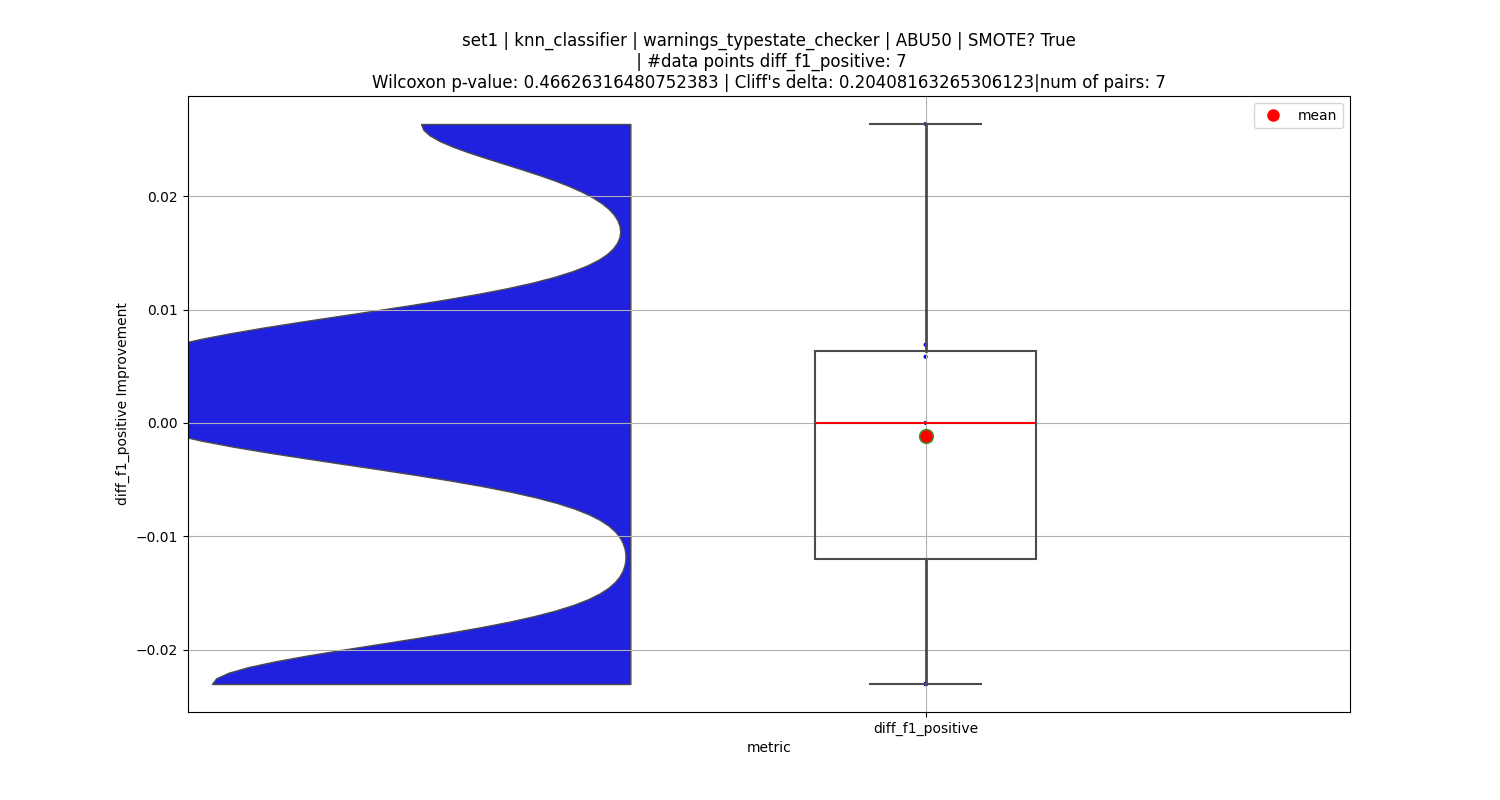 set1 | knn_classifier | warnings_typestate_checker | ABU50 | SMOTE? True
| #data points diff_f1_positive: 7
Wilcoxon p-value: 0.46626316480752383 | Cliff's delta: 0.20408163265306123|num of pairs: 7
mean
0.02
0.01
0.00
−0.01
−0.02
diff_f1_positive Improvement
diff_f1_positive
metric